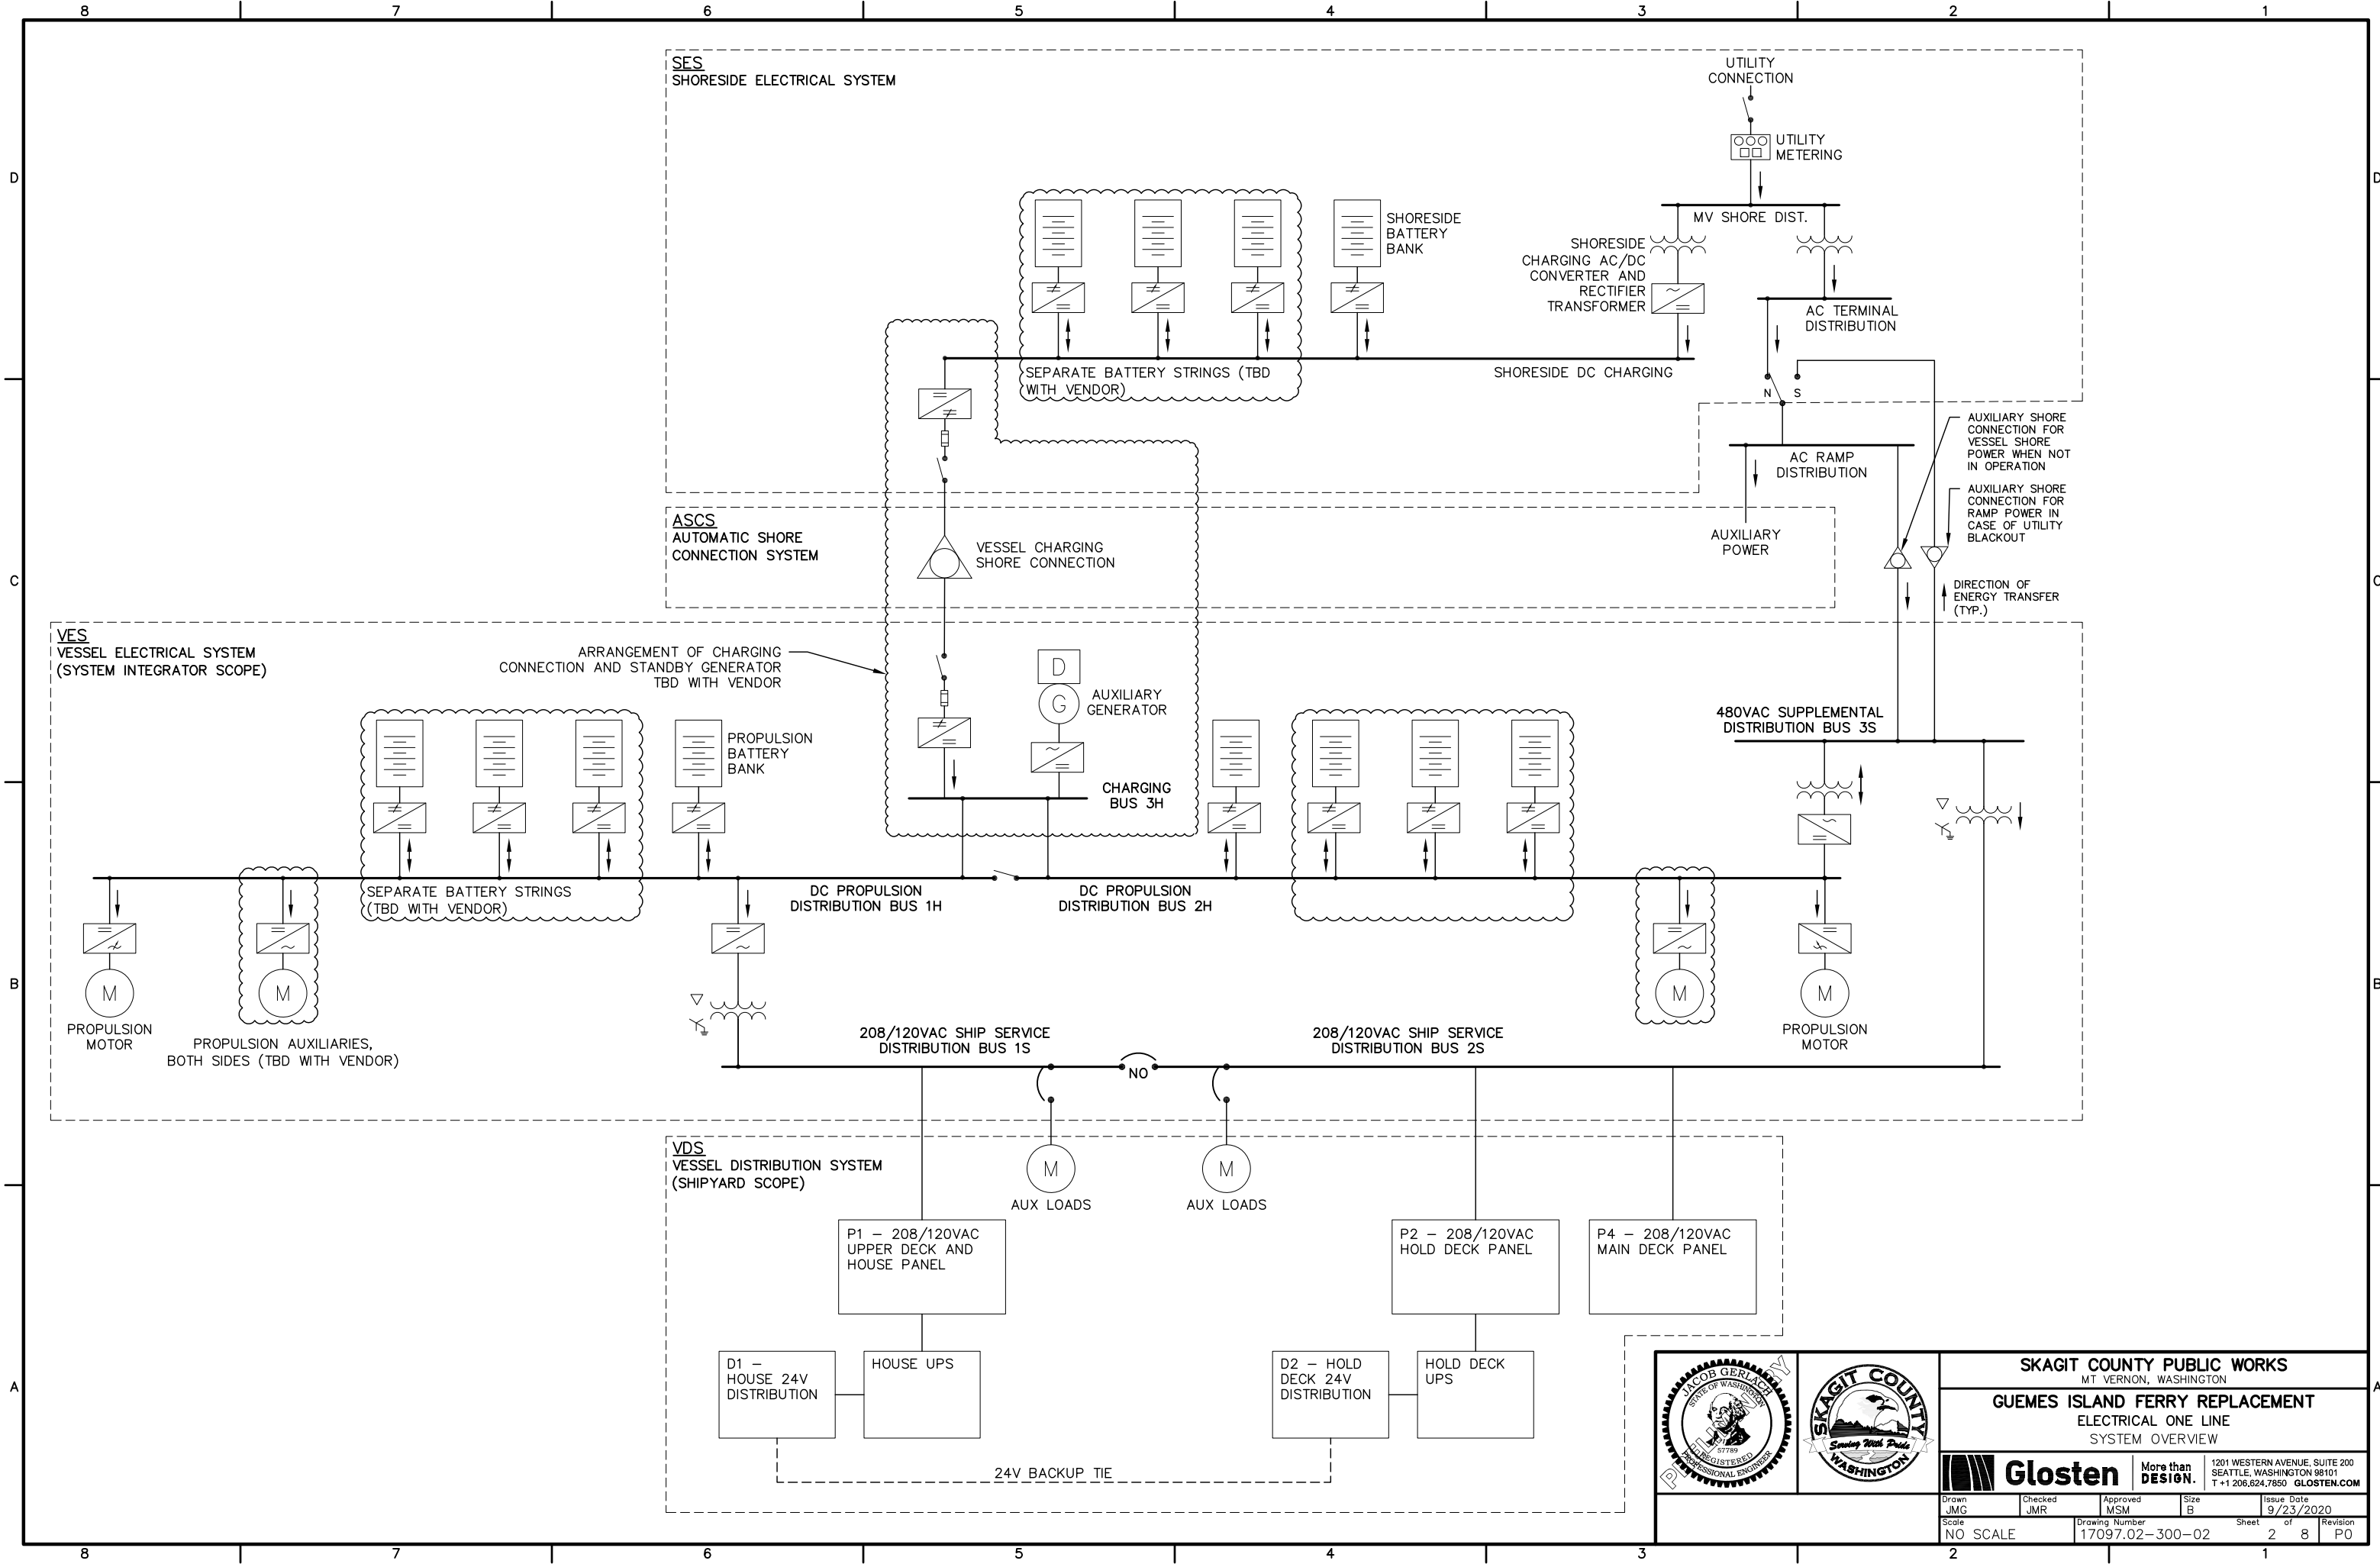 8 7 6 5 4 3 2 1
SES
SHORESIDE ELECTRICAL SYSTEM
UTILITY
CONNECTION
UTILITY
METERING
D
D
MV SHORE DIST.
SHORESIDE
BATTERY
BANK
SHORESIDE
CHARGING AC/DC
CONVERTER AND
RECTIFIER
TRANSFORMER
AC TERMINAL
DISTRIBUTION
SEPARATE BATTERY STRINGS (TBD
WITH VENDOR)
SHORESIDE DC CHARGING
N S
AUXILIARY SHORE
CONNECTION FOR
VESSEL SHORE
POWER WHEN NOT
IN OPERATION
AC RAMP
DISTRIBUTION
AUXILIARY SHORE
CONNECTION FOR
RAMP POWER IN
CASE OF UTILITY
BLACKOUT
ASCS
AUTOMATIC SHORE
CONNECTION SYSTEM
VESSEL CHARGING
SHORE CONNECTION
AUXILIARY
POWER
C
C
DIRECTION OF
ENERGY TRANSFER
(TYP.)
VES
VESSEL ELECTRICAL SYSTEM
(SYSTEM INTEGRATOR SCOPE)
ARRANGEMENT OF CHARGING
CONNECTION AND STANDBY GENERATOR
TBD WITH VENDOR
D
G
AUXILIARY
GENERATOR
PROPULSION
BATTERY
BANK
480VAC SUPPLEMENTAL
DISTRIBUTION BUS 3S
CHARGING
BUS 3H
SEPARATE BATTERY STRINGS
(TBD WITH VENDOR)
DC PROPULSION
DISTRIBUTION BUS 1H
DC PROPULSION
DISTRIBUTION BUS 2H
B
B
M
M
M
M
PROPULSION
MOTOR
PROPULSION AUXILIARIES,
BOTH SIDES (TBD WITH VENDOR)
PROPULSION
MOTOR
208/120VAC SHIP SERVICE
DISTRIBUTION BUS 1S
208/120VAC SHIP SERVICE
DISTRIBUTION BUS 2S
NO
VDS
VESSEL DISTRIBUTION SYSTEM
(SHIPYARD SCOPE)
M
AUX LOADS
M
AUX LOADS
P1 – 208/120VAC
UPPER DECK AND
HOUSE PANEL
P2 – 208/120VAC
HOLD DECK PANEL
P4 – 208/120VAC
MAIN DECK PANEL
A
A
D1 –
HOUSE 24V
DISTRIBUTION
HOUSE UPS
D2 – HOLD
DECK 24V
DISTRIBUTION
HOLD DECK
UPS
24V BACKUP TIE
JACOB GERLACH
STATE OF WASHINGTON
57789
REGISTERED
PROFESSIONAL ENGINEER
SKAGIT COUNTY
Serving With Pride
WASHINGTON
SKAGIT COUNTY PUBLIC WORKS
MT VERNON, WASHINGTON
GUEMES ISLAND FERRY REPLACEMENT
ELECTRICAL ONE LINE
SYSTEM OVERVIEW
Glosten
More than
DESIGN.
1201 WESTERN AVENUE, SUITE 200
SEATTLE, WASHINGTON 98101
T +1 206.624.7850 GLOSTEN.COM
Drawn Checked Approved Size Issue Date
JMG JMR MSM B 9/23/2020
Scale Drawing Number Sheet of Revision
NO SCALE 17097.02-300-02 2 8 P0
8 7 6 5 4 3 2 1